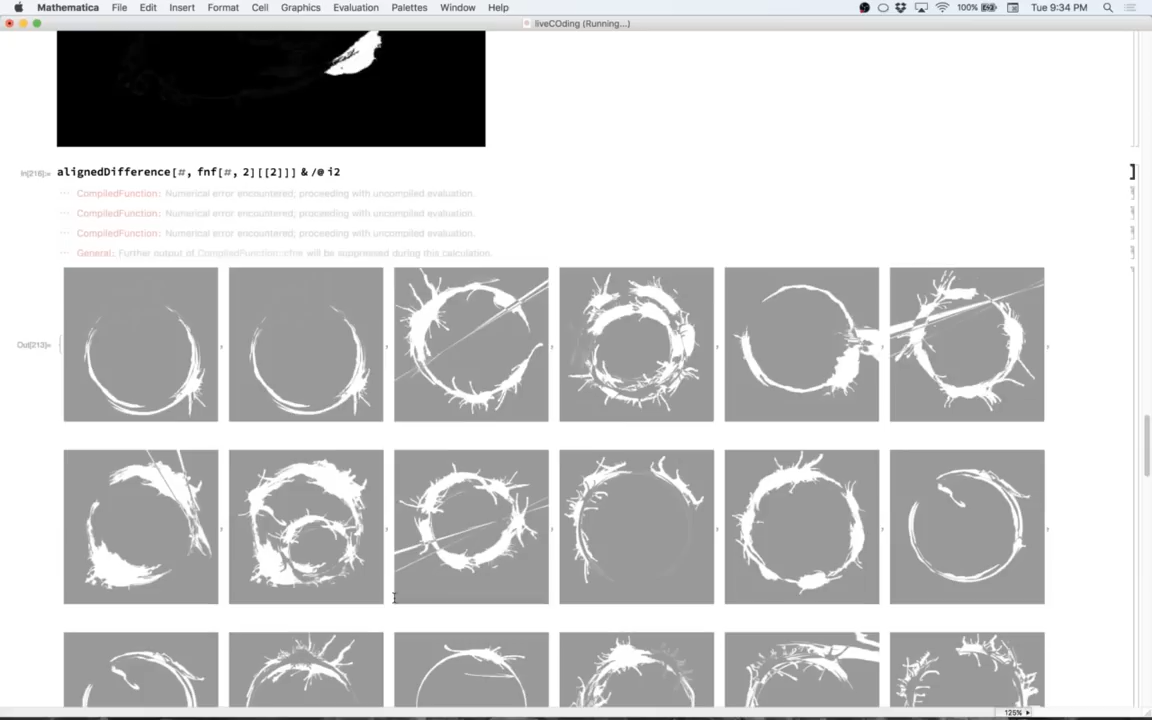 Mathematica File Edit Insert Format Cell Graphics Evaluation Palettes Window Help 100% Tue 9:34 PM
liveCOding (Running...)
In[216]:= alignedDifference[#, fnf[#, 2][[2]]] & /@ i2
··· CompiledFunction: Numerical error encountered; proceeding with uncompiled evaluation.
··· CompiledFunction: Numerical error encountered; proceeding with uncompiled evaluation.
··· CompiledFunction: Numerical error encountered; proceeding with uncompiled evaluation.
··· General: Further output of CompiledFunction::cfne will be suppressed during this calculation.
Out[213]=
125%